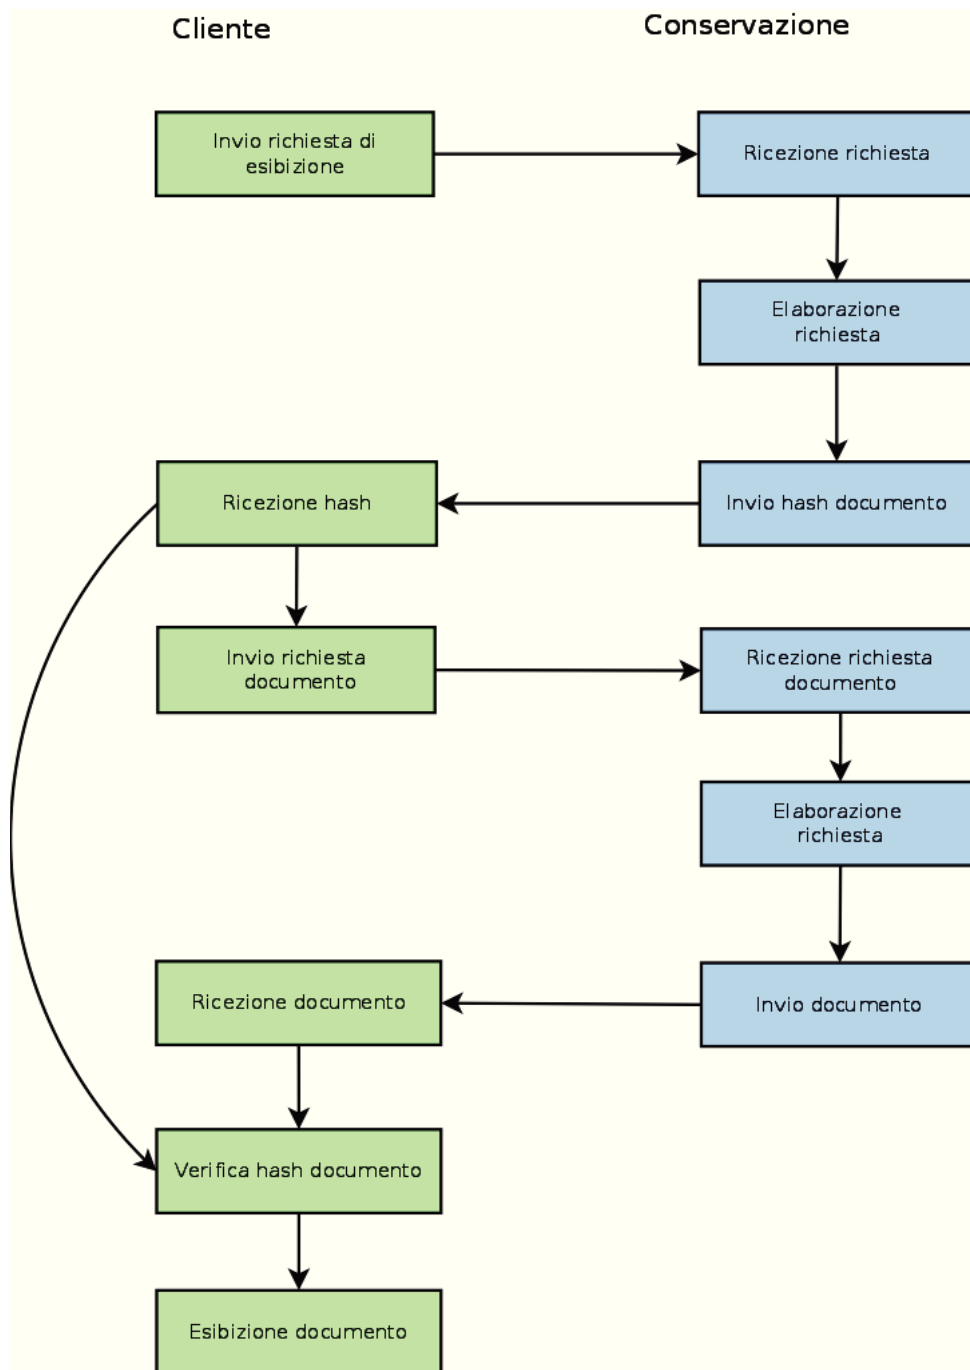 Cliente
Conservazione
Invio richiesta di
esibizione
Ricezione richiesta
Elaborazione
richiesta
Ricezione hash
Invio hash documento
Invio richiesta
documento
Ricezione richiesta
documento
Elaborazione
richiesta
Ricezione documento
Invio documento
Verifica hash documento
Esibizione documento